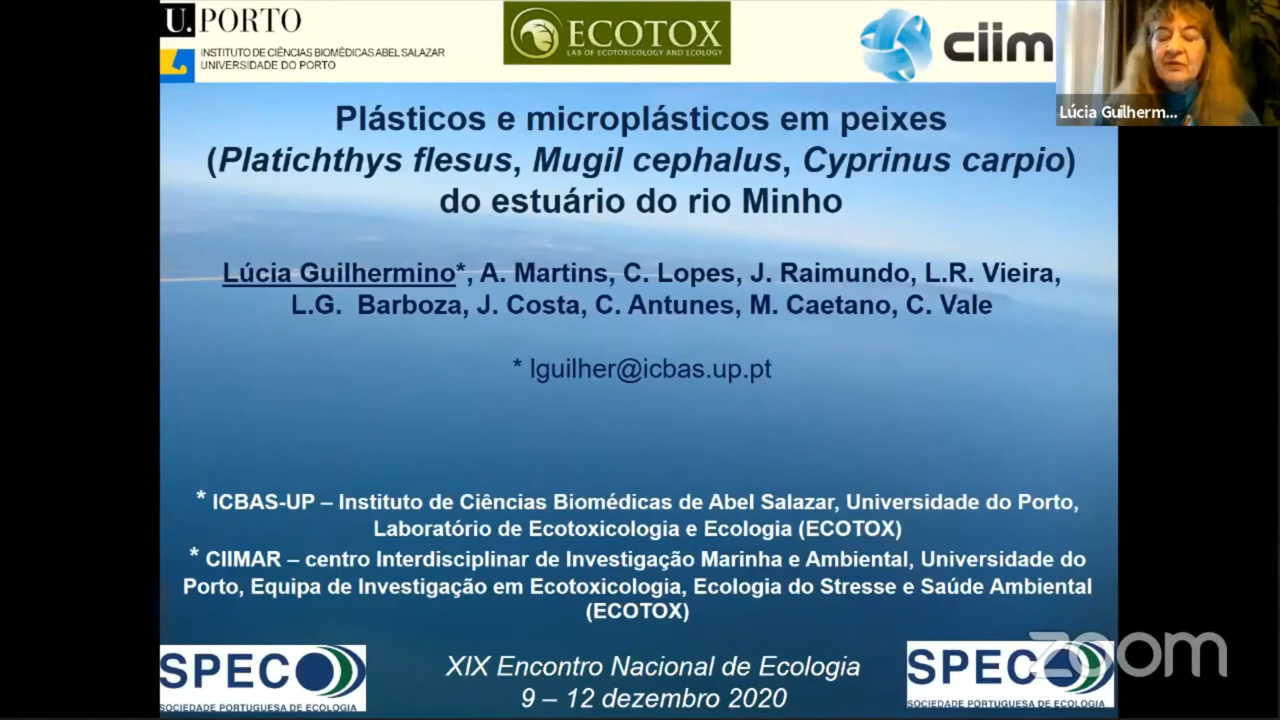 U. PORTO
INSTITUTO DE CIÊNCIAS BIOMÉDICAS ABEL SALAZAR
UNIVERSIDADE DO PORTO
ECOTOX
LAB OF ECOTOXICOLOGY AND ECOLOGY
ciim
Lúcia Guilherm...
Plásticos e microplásticos em peixes
(Platichthys flesus, Mugil cephalus, Cyprinus carpio)
do estuário do rio Minho
Lúcia Guilhermino*, A. Martins, C. Lopes, J. Raimundo, L.R. Vieira,
L.G. Barboza, J. Costa, C. Antunes, M. Caetano, C. Vale
* lguilher@icbas.up.pt
* ICBAS-UP – Instituto de Ciências Biomédicas de Abel Salazar, Universidade do Porto,
Laboratório de Ecotoxicologia e Ecologia (ECOTOX)
* CIIMAR – centro Interdisciplinar de Investigação Marinha e Ambiental, Universidade do
Porto, Equipa de Investigação em Ecotoxicologia, Ecologia do Stresse e Saúde Ambiental
(ECOTOX)
SPECO
SOCIEDADE PORTUGUESA DE ECOLOGIA
XIX Encontro Nacional de Ecologia
9 – 12 dezembro 2020
SPECO
SOCIEDADE PORTUGUESA DE ECOLOGIA
zoom